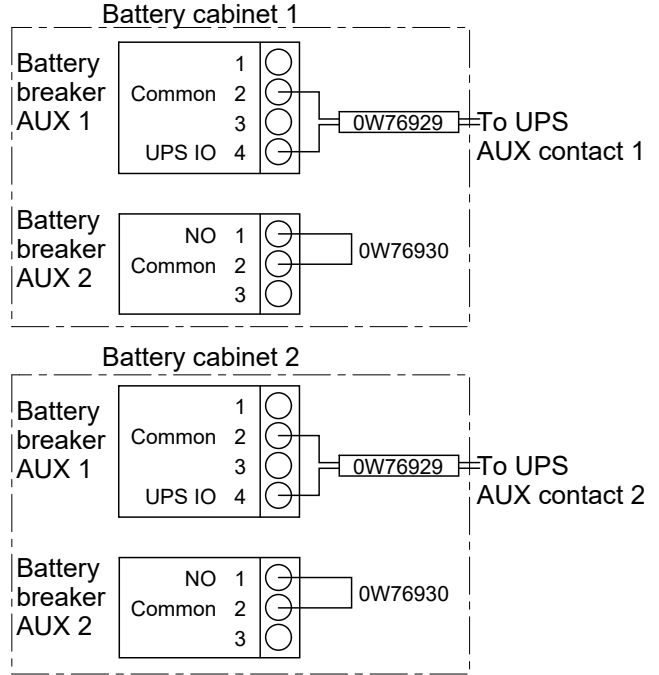 Battery cabinet 1
Battery
breaker
AUX 1
1
Common 2
3
UPS IO 4
0W76929
To UPS
AUX contact 1
Battery
breaker
AUX 2
NO 1
Common 2
3
0W76930
Battery cabinet 2
Battery
breaker
AUX 1
1
Common 2
3
UPS IO 4
0W76929
To UPS
AUX contact 2
Battery
breaker
AUX 2
NO 1
Common 2
3
0W76930